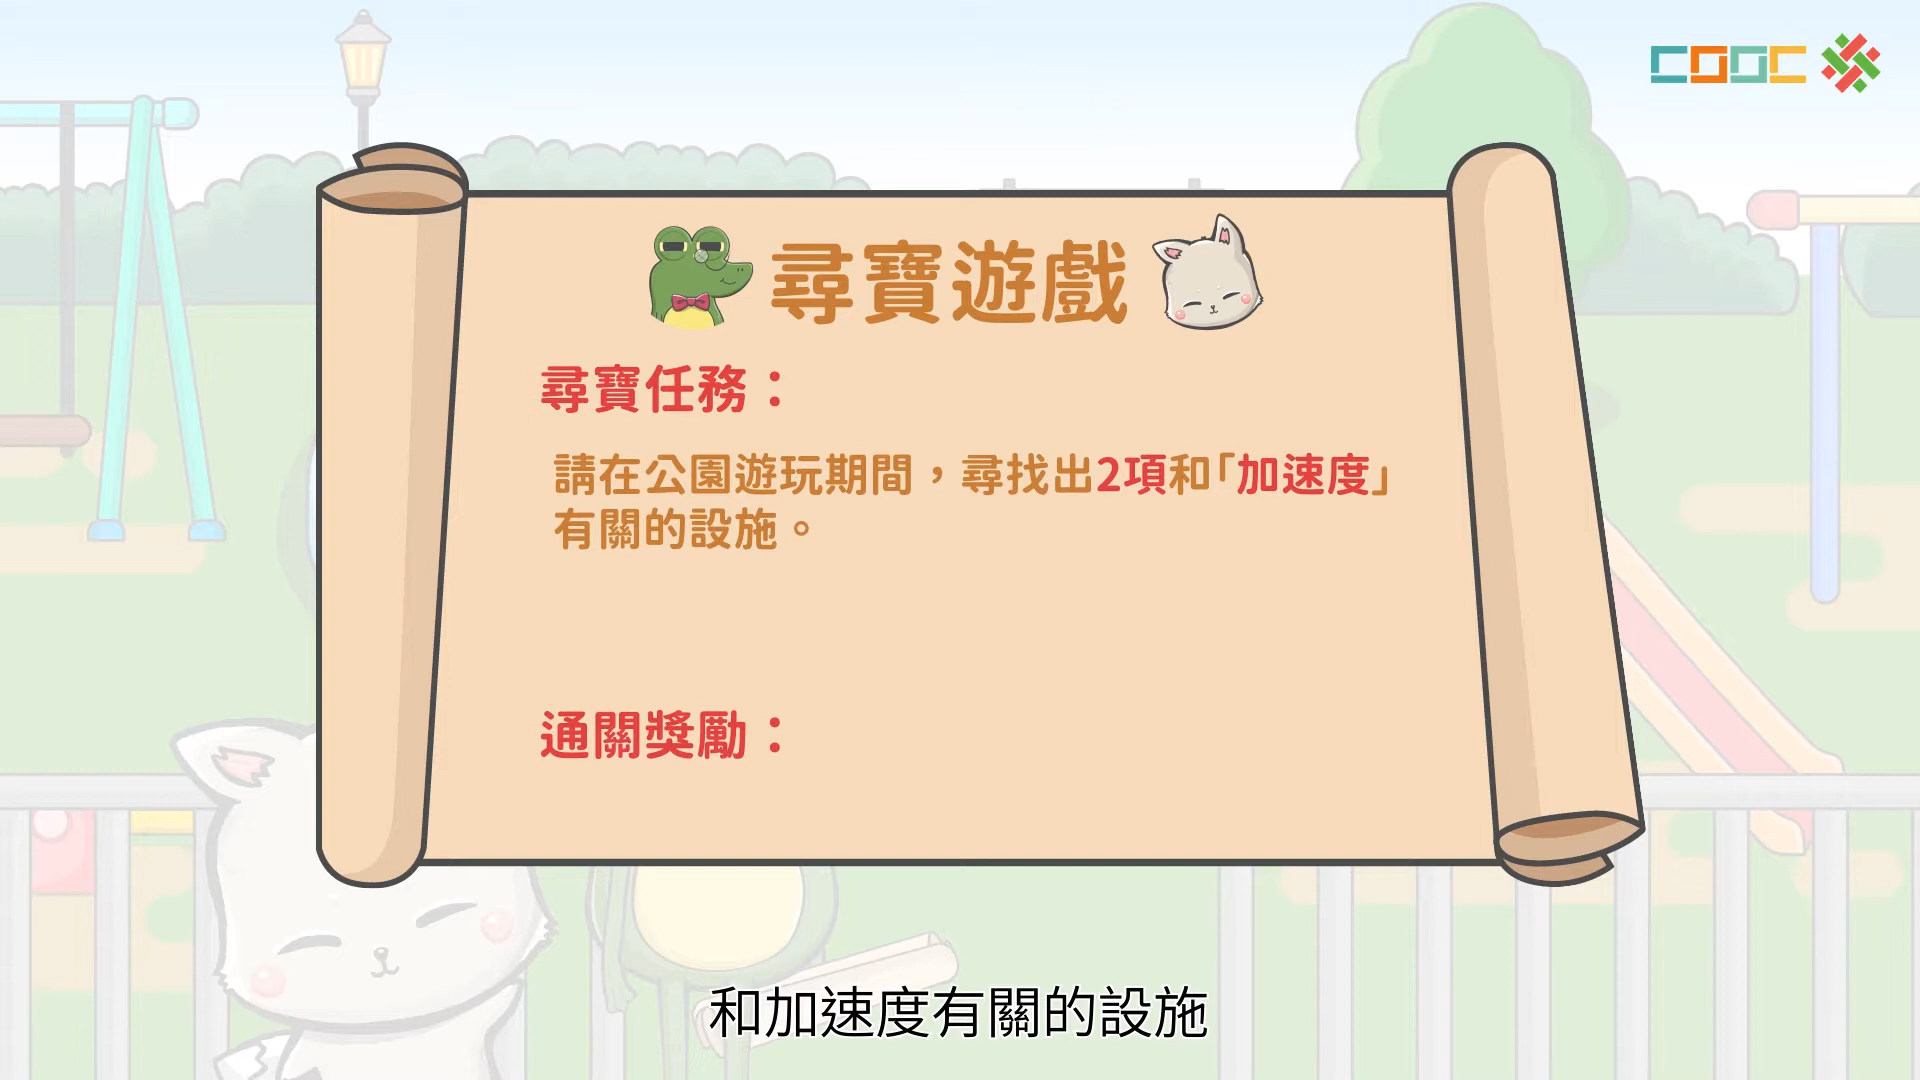 COOC
尋寶遊戲
尋寶任務：
請在公園遊玩期間，尋找出2項和「加速度」
有關的設施。
通關獎勵：
和加速度有關的設施